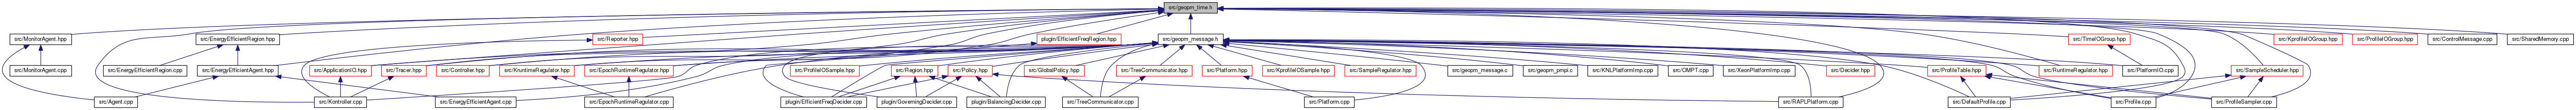 src/geopm_time.h
src/MonitorAgent.hpp
src/EnergyEfficientRegion.hpp
src/Reporter.hpp
plugin/EfficientFreqRegion.hpp
src/geopm_message.h
src/TimeIOGroup.hpp
src/KprofileIOGroup.hpp
src/ProfileIOGroup.hpp
src/ControlMessage.cpp
src/SharedMemory.cpp
src/MonitorAgent.cpp
src/EnergyEfficientRegion.cpp
src/EnergyEfficientAgent.hpp
src/ApplicationIO.hpp
src/Tracer.hpp
src/Controller.hpp
src/KruntimeRegulator.hpp
src/EpochRuntimeRegulator.hpp
src/ProfileIOSample.hpp
src/Region.hpp
src/Policy.hpp
src/GlobalPolicy.hpp
src/TreeCommunicator.hpp
src/Platform.hpp
src/KprofileIOSample.hpp
src/SampleRegulator.hpp
src/geopm_message.c
src/geopm_pmpi.c
src/KNLPlatformImp.cpp
src/OMPT.cpp
src/XeonPlatformImp.cpp
src/Decider.hpp
src/ProfileTable.hpp
src/RuntimeRegulator.hpp
src/PlatformIO.cpp
src/SampleScheduler.hpp
src/Agent.cpp
src/Kontroller.cpp
src/EnergyEfficientAgent.cpp
src/EpochRuntimeRegulator.cpp
plugin/EfficientFreqDecider.cpp
plugin/GoverningDecider.cpp
plugin/BalancingDecider.cpp
src/TreeCommunicator.cpp
src/Platform.cpp
src/RAPLPlatform.cpp
src/DefaultProfile.cpp
src/Profile.cpp
src/ProfileSampler.cpp